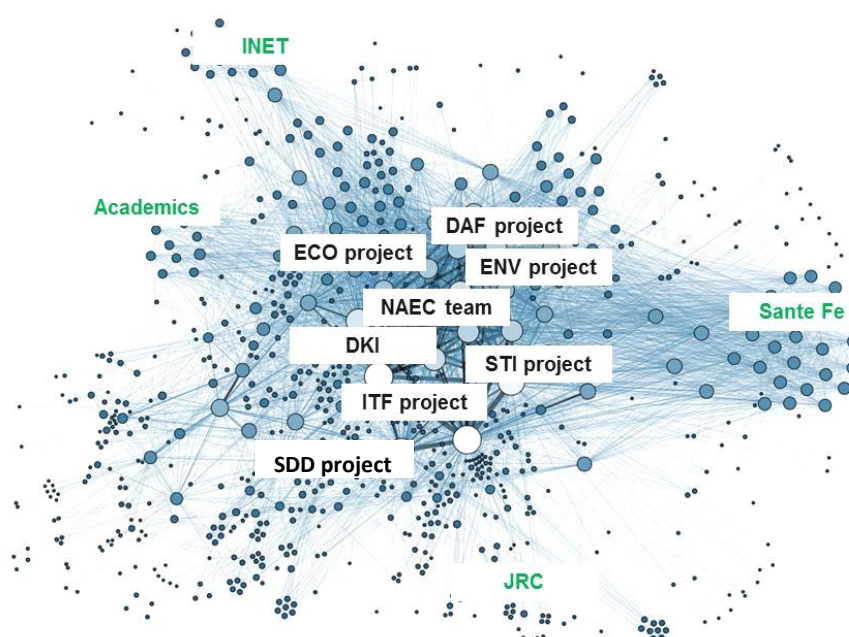 INET
Academics
DAF project
ECO project
ENV project
NAEC team
Sante Fe
DKI
STI project
ITF project
SDD project
JRC